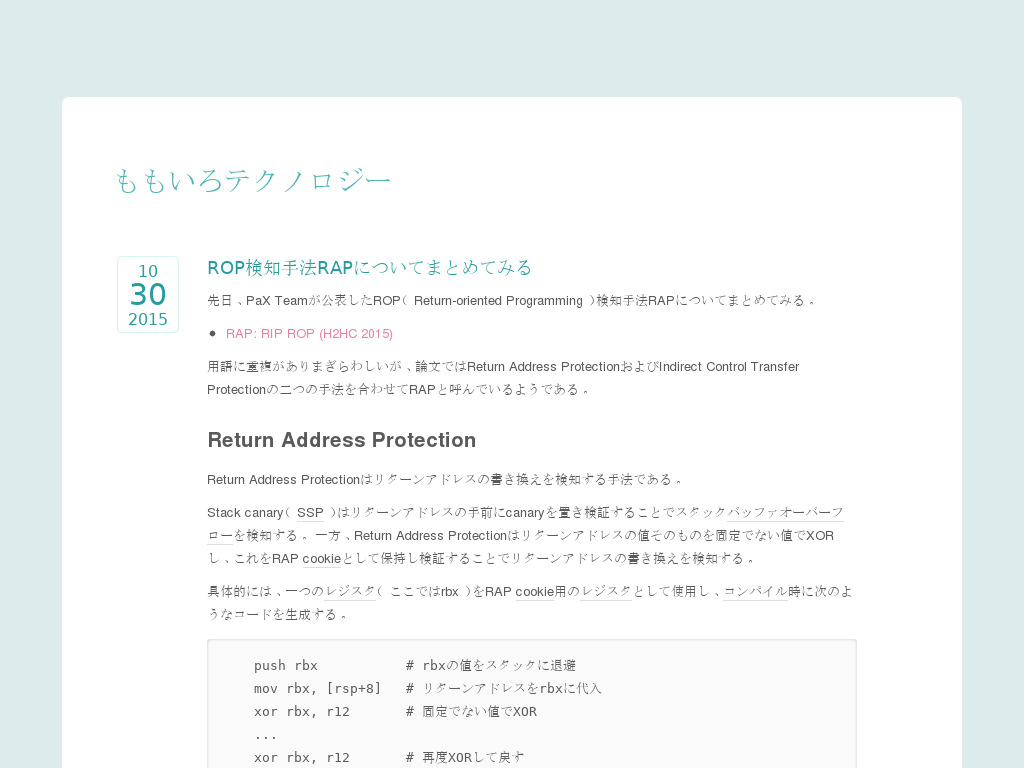 ももいろテクノロジー
10
30
2015
ROP検知手法RAPについてまとめてみる
先日、PaX Teamが公表したROP（Return-oriented Programming）検知手法RAPについてまとめてみる。
RAP: RIP ROP (H2HC 2015)
用語に重複がありまぎらわしいが、論文ではReturn Address ProtectionおよびIndirect Control Transfer
Protectionの二つの手法を合わせてRAPと呼んでいるようである。
Return Address Protection
Return Address Protectionはリターンアドレスの書き換えを検知する手法である。
Stack canary（SSP）はリターンアドレスの手前にcanaryを置き検証することでスタックバッファオーバーフ
ローを検知する。一方、Return Address Protectionはリターンアドレスの値そのものを固定でない値でXOR
し、これをRAP cookieとして保持し検証することでリターンアドレスの書き換えを検知する。
具体的には、一つのレジスタ（ここではrbx）をRAP cookie用のレジスタとして使用し、コンパイル時に次のよ
うなコードを生成する。
push rbx # rbxの値をスタックに退避
mov rbx, [rsp+8] # リターンアドレスをrbxに代入
xor rbx, r12 # 固定でない値でXOR
...
xor rbx, r12 # 再度XORして戻す